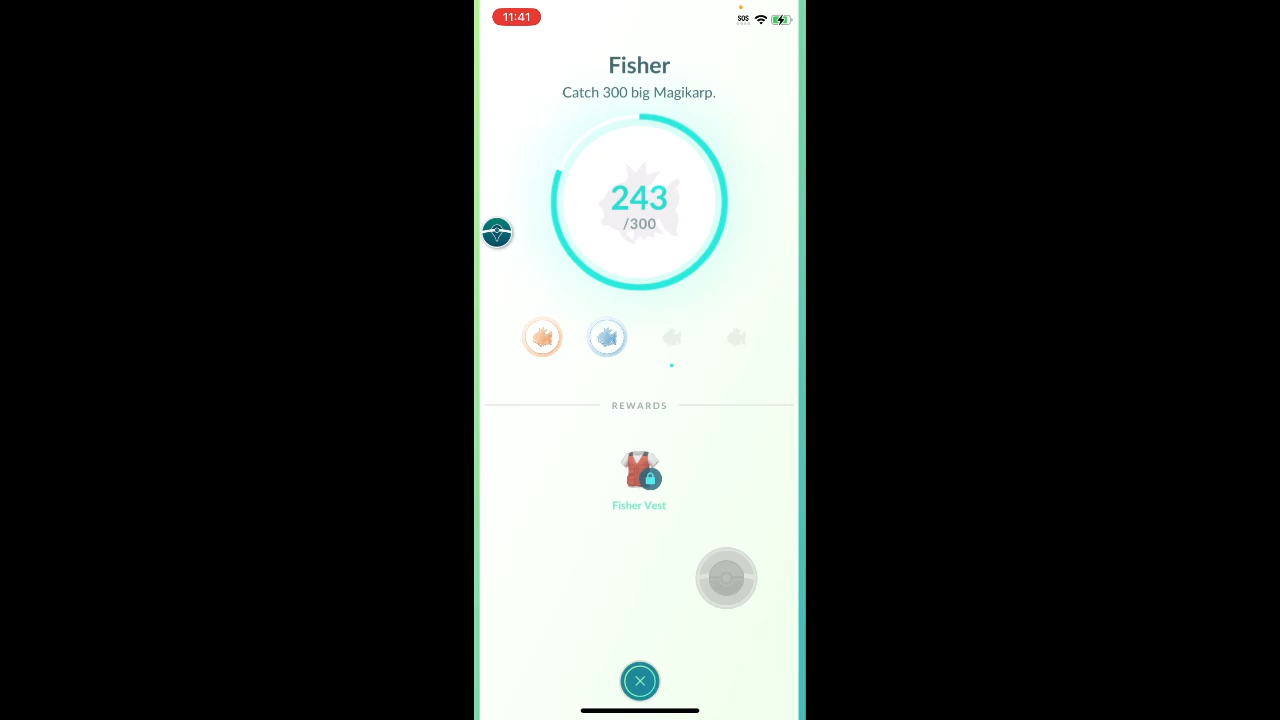 11:41
SOS
Fisher
Catch 300 big Magikarp.
243
/300
REWARDS
Fisher Vest